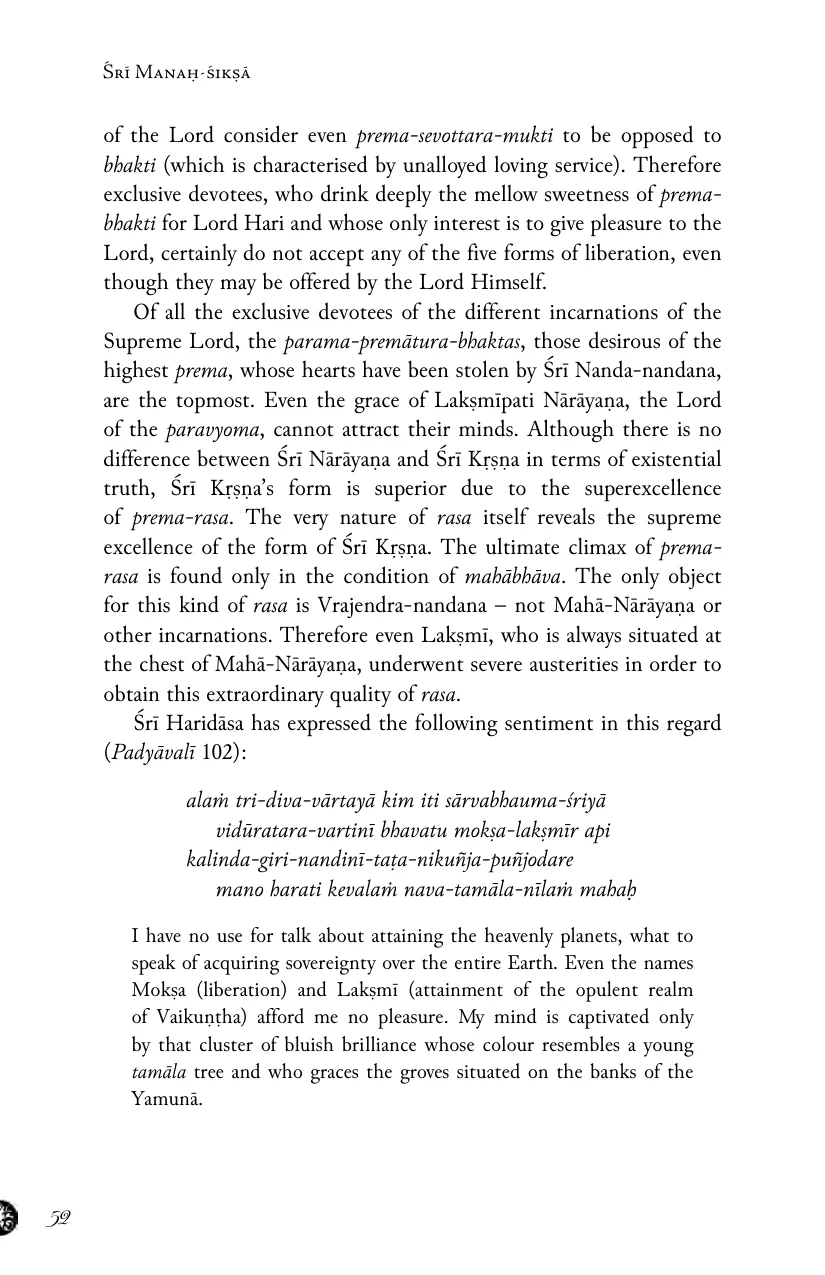 Śrī Manaḥ-śikṣā
of the Lord consider even prema-sevottara-mukti to be opposed to
bhakti (which is characterised by unalloyed loving service). Therefore
exclusive devotees, who drink deeply the mellow sweetness of prema-
bhakti for Lord Hari and whose only interest is to give pleasure to the
Lord, certainly do not accept any of the five forms of liberation, even
though they may be offered by the Lord Himself.
Of all the exclusive devotees of the different incarnations of the
Supreme Lord, the parama-premātura-bhaktas, those desirous of the
highest prema, whose hearts have been stolen by Śrī Nanda-nandana,
are the topmost. Even the grace of Lakṣmīpati Nārāyaṇa, the Lord
of the paravyoma, cannot attract their minds. Although there is no
difference between Śrī Nārāyaṇa and Śrī Kṛṣṇa in terms of existential
truth, Śrī Kṛṣṇa’s form is superior due to the superexcellence
of prema-rasa. The very nature of rasa itself reveals the supreme
excellence of the form of Śrī Kṛṣṇa. The ultimate climax of prema-
rasa is found only in the condition of mahābhāva. The only object
for this kind of rasa is Vrajendra-nandana – not Mahā-Nārāyaṇa or
other incarnations. Therefore even Lakṣmī, who is always situated at
the chest of Mahā-Nārāyaṇa, underwent severe austerities in order to
obtain this extraordinary quality of rasa.
Śrī Haridāsa has expressed the following sentiment in this regard
(Padyāvalī 102):
alaṁ tri-diva-vārtayā kim iti sārvabhauma-śriyā
vidūratara-vartinī bhavatu mokṣa-lakṣmīr api
kalinda-giri-nandinī-taṭa-nikuñja-puñjodare
mano harati kevalaṁ nava-tamāla-nīlaṁ mahaḥ
I have no use for talk about attaining the heavenly planets, what to
speak of acquiring sovereignty over the entire Earth. Even the names
Mokṣa (liberation) and Lakṣmī (attainment of the opulent realm
of Vaikuṇṭha) afford me no pleasure. My mind is captivated only
by that cluster of bluish brilliance whose colour resembles a young
tamāla tree and who graces the groves situated on the banks of the
Yamunā.
52